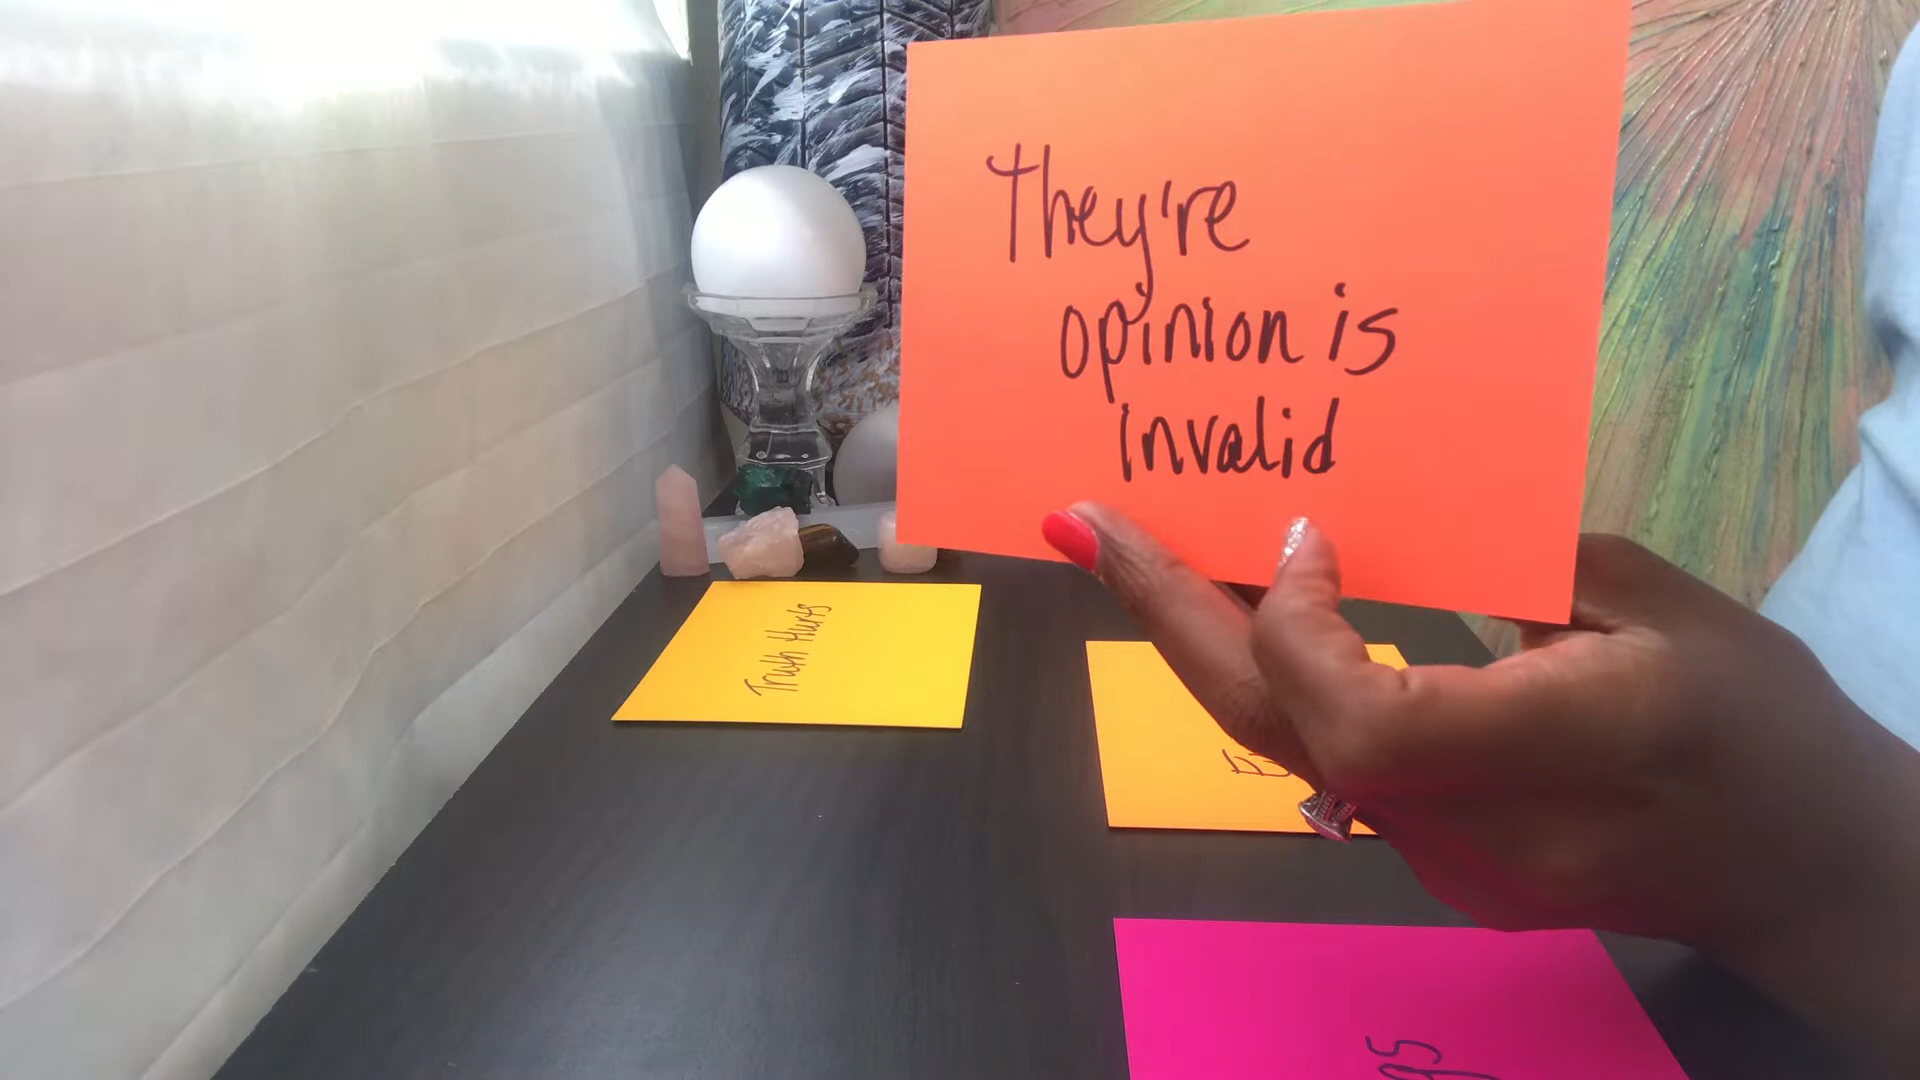 They're
opinion is
invalid
Truth Hurts